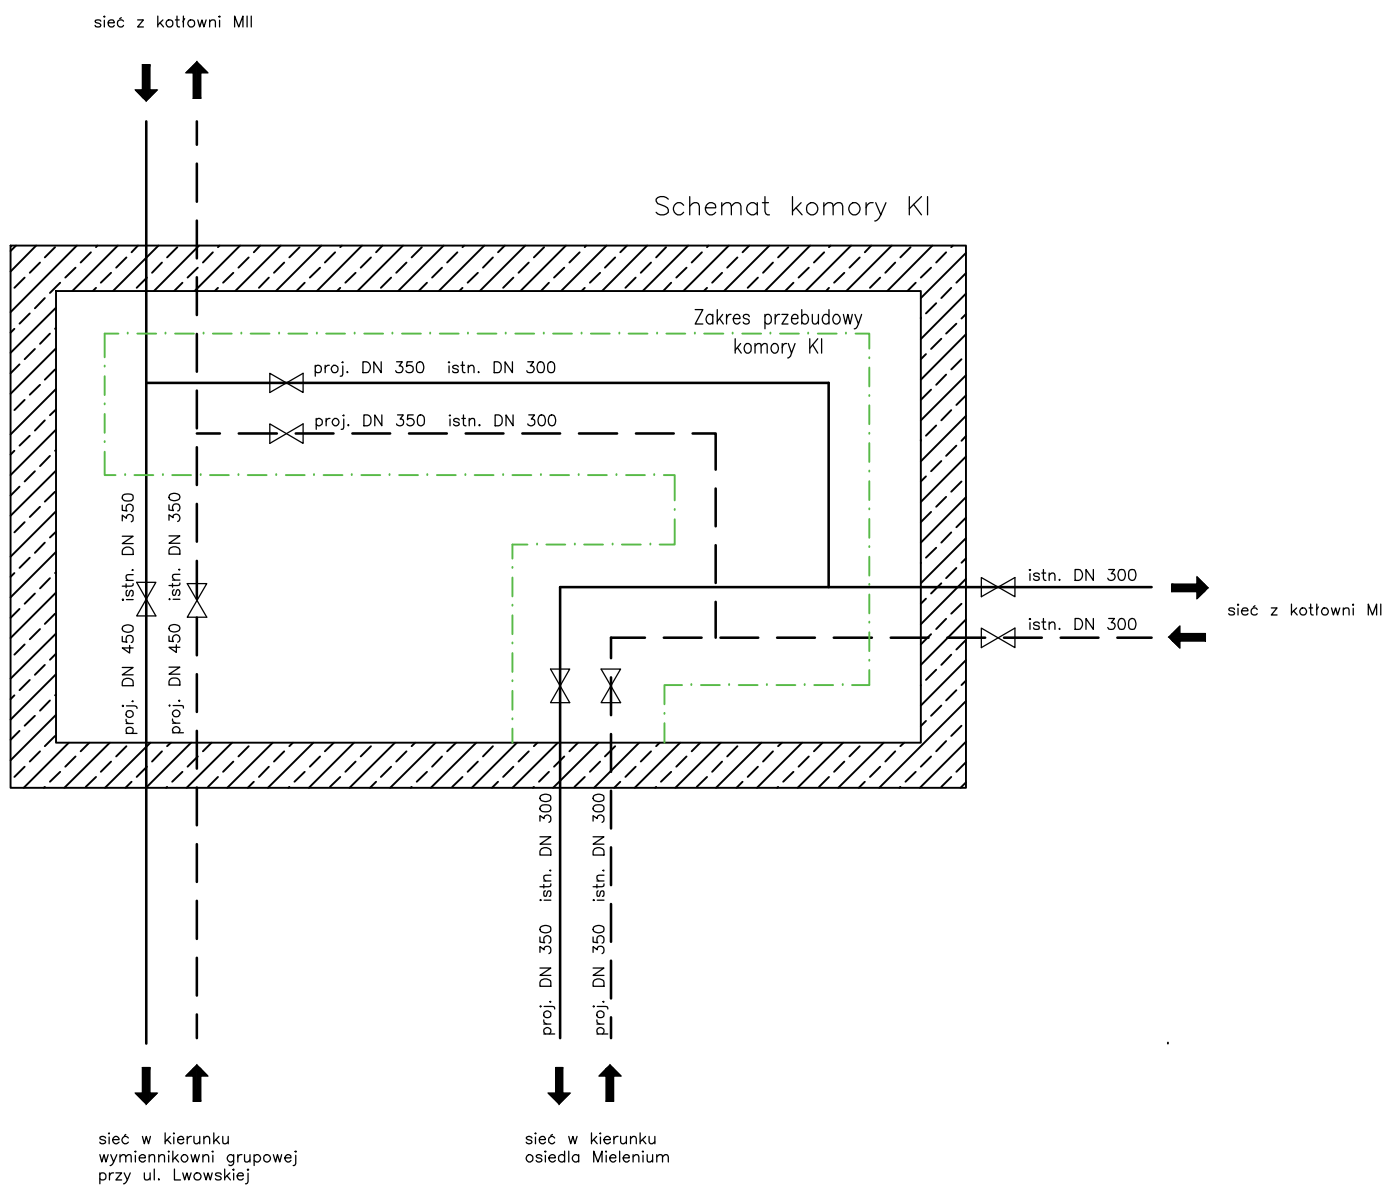 sieć z kotłowni MII
Schemat komory KI
Zakres przebudowy
komory KI
proj. DN 350 istn. DN 300
proj. DN 350 istn. DN 300
proj. DN 450 istn. DN 350
proj. DN 450 istn. DN 350
istn. DN 300
sieć z kotłowni MI
istn. DN 300
proj. DN 350 istn. DN 300
proj. DN 350 istn. DN 300
sieć w kierunku
wymiennikowni grupowej
przy ul. Lwowskiej
sieć w kierunku
osiedla Mielenium